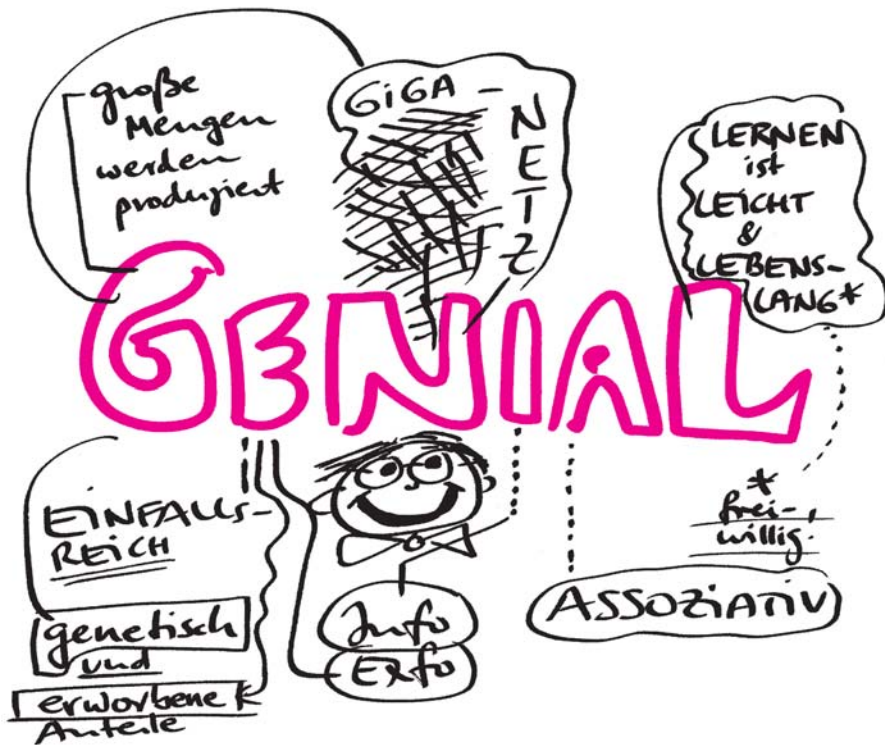 große
Mengen
werden
produziert
GiGA-
NETZ
LERNEN
ist
LEiCHT
&
LEBENS-
LANG*
GENIAL
EiNFALLS-
REiCH
genetisch
und
erworbene
Anteile
Info
Exfo
*
frei-
willig.
ASSOZiATiV